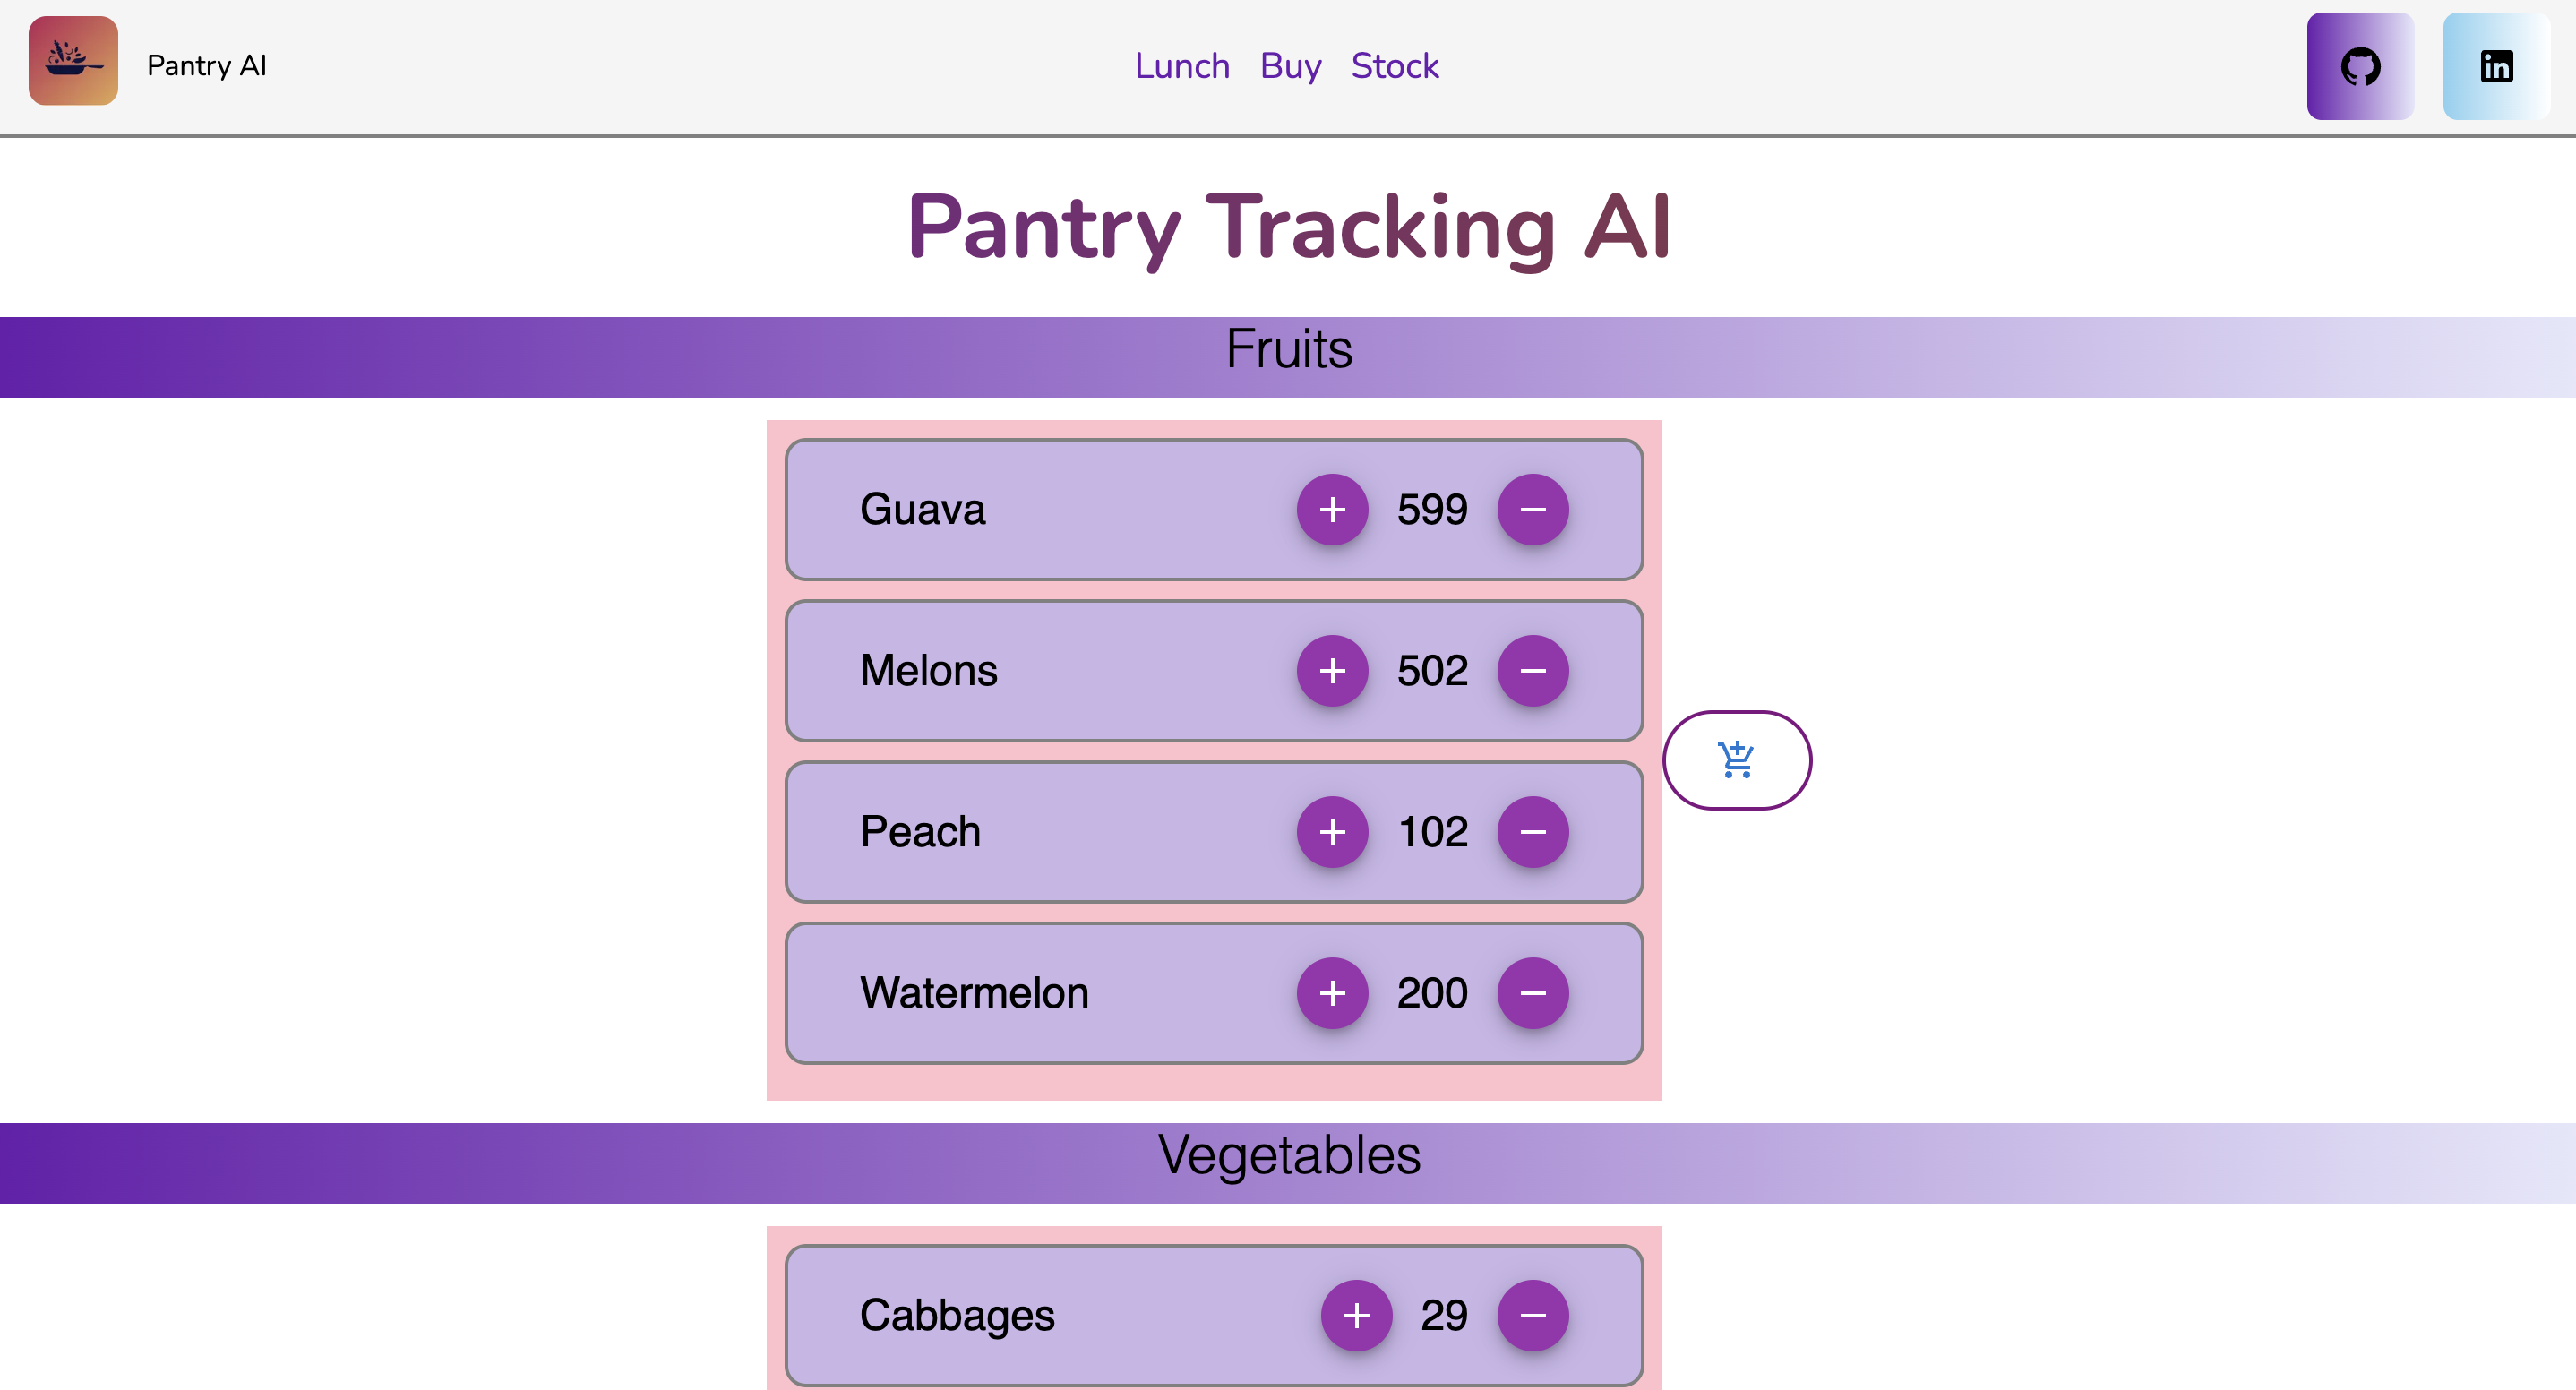 Pantry AI
Lunch Buy Stock
Pantry Tracking AI
Fruits
Guava + 599 −
Melons + 502 −
Peach + 102 −
Watermelon + 200 −
Vegetables
Cabbages + 29 −